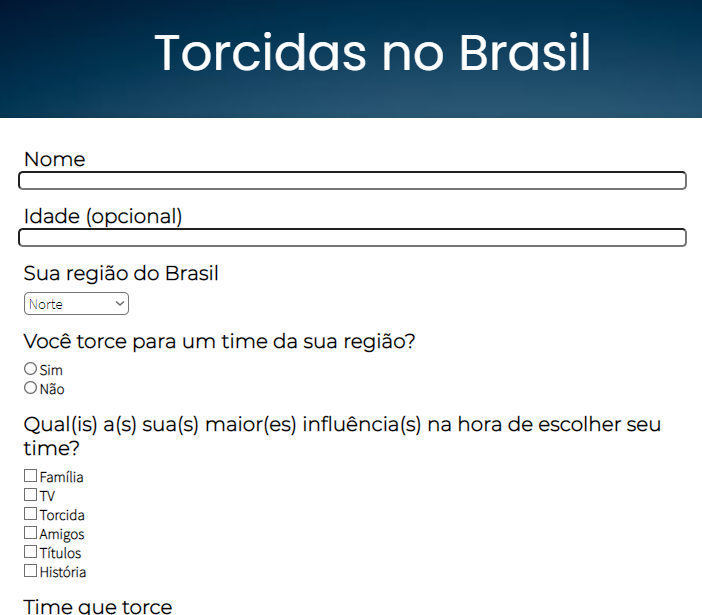 Torcidas no Brasil
Nome
Idade (opcional)
Sua região do Brasil
Norte
Você torce para um time da sua região?
Sim
Não
Qual(is) a(s) sua(s) maior(es) influência(s) na hora de escolher seu
time?
Família
TV
Torcida
Amigos
Títulos
História
Time que torce